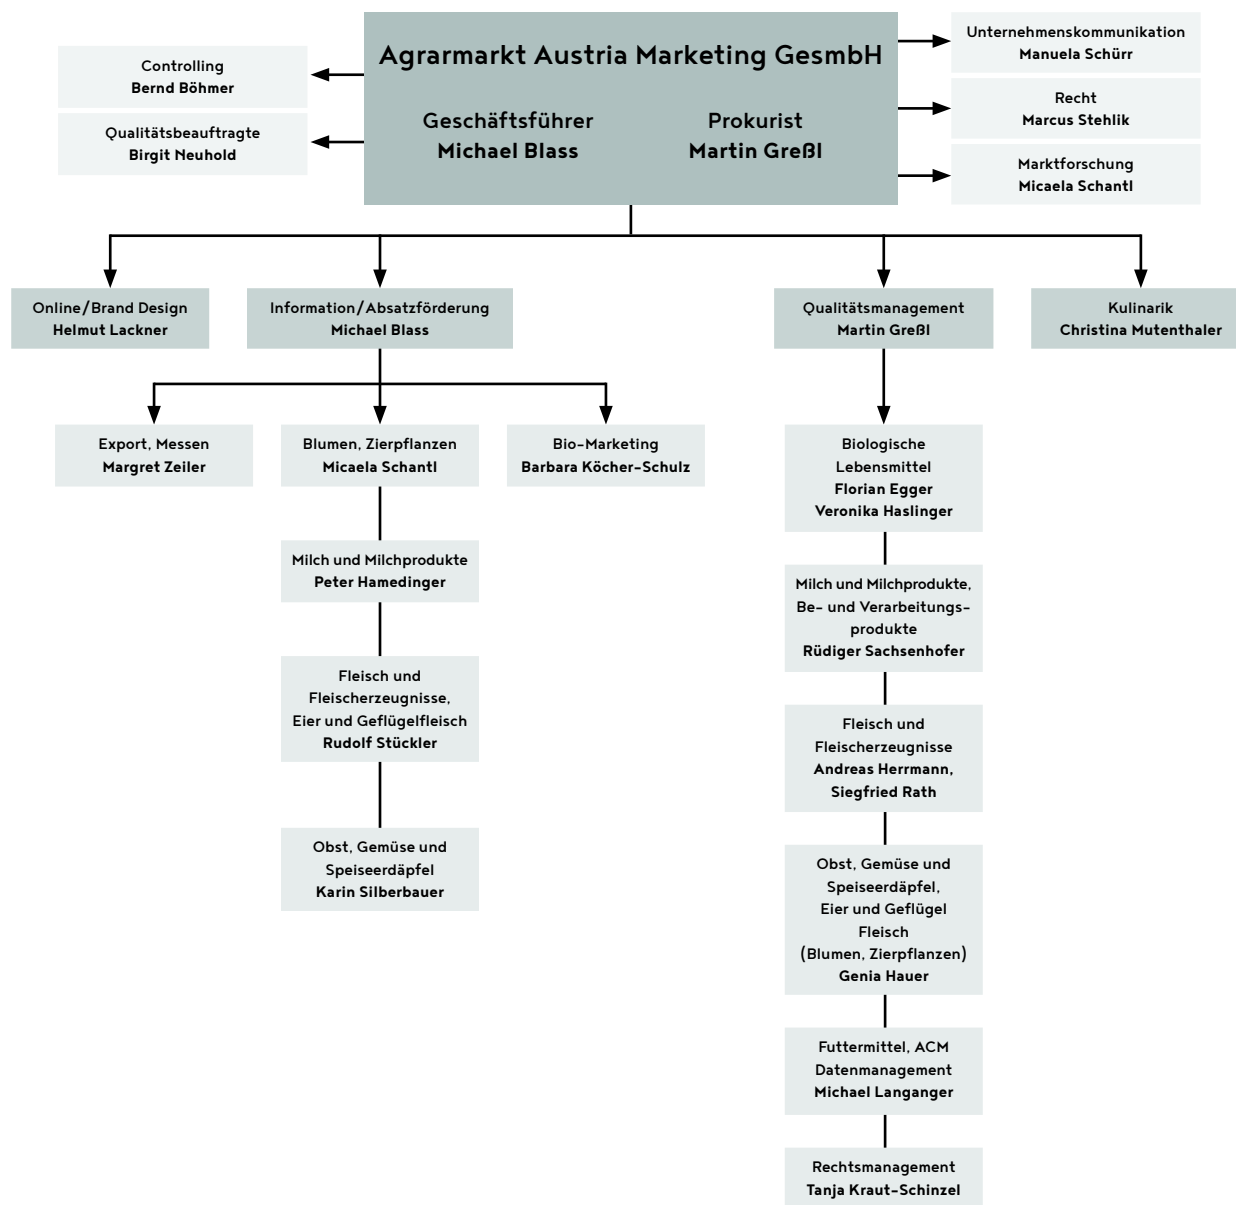 Agrarmarkt Austria Marketing GesmbH
Geschäftsführer
Michael Blass
Prokurist
Martin Greßl
Controlling
Bernd Böhmer
Qualitätsbeauftragte
Birgit Neuhold
Unternehmenskommunikation
Manuela Schürr
Recht
Marcus Stehlik
Marktforschung
Micaela Schantl
Online/Brand Design
Helmut Lackner
Information/Absatzförderung
Michael Blass
Qualitätsmanagement
Martin Greßl
Kulinarik
Christina Mutenthaler
Export, Messen
Margret Zeiler
Blumen, Zierpflanzen
Micaela Schantl
Bio-Marketing
Barbara Köcher-Schulz
Milch und Milchprodukte
Peter Hamedinger
Fleisch und
Fleischerzeugnisse,
Eier und Geflügelfleisch
Rudolf Stückler
Obst, Gemüse und
Speiseerdäpfel
Karin Silberbauer
Biologische
Lebensmittel
Florian Egger
Veronika Haslinger
Milch und Milchprodukte,
Be- und Verarbeitungs-
produkte
Rüdiger Sachsenhofer
Fleisch und
Fleischerzeugnisse
Andreas Herrmann,
Siegfried Rath
Obst, Gemüse und
Speiseerdäpfel,
Eier und Geflügel
Fleisch
(Blumen, Zierpflanzen)
Genia Hauer
Futtermittel, ACM
Datenmanagement
Michael Langanger
Rechtsmanagement
Tanja Kraut-Schinzel